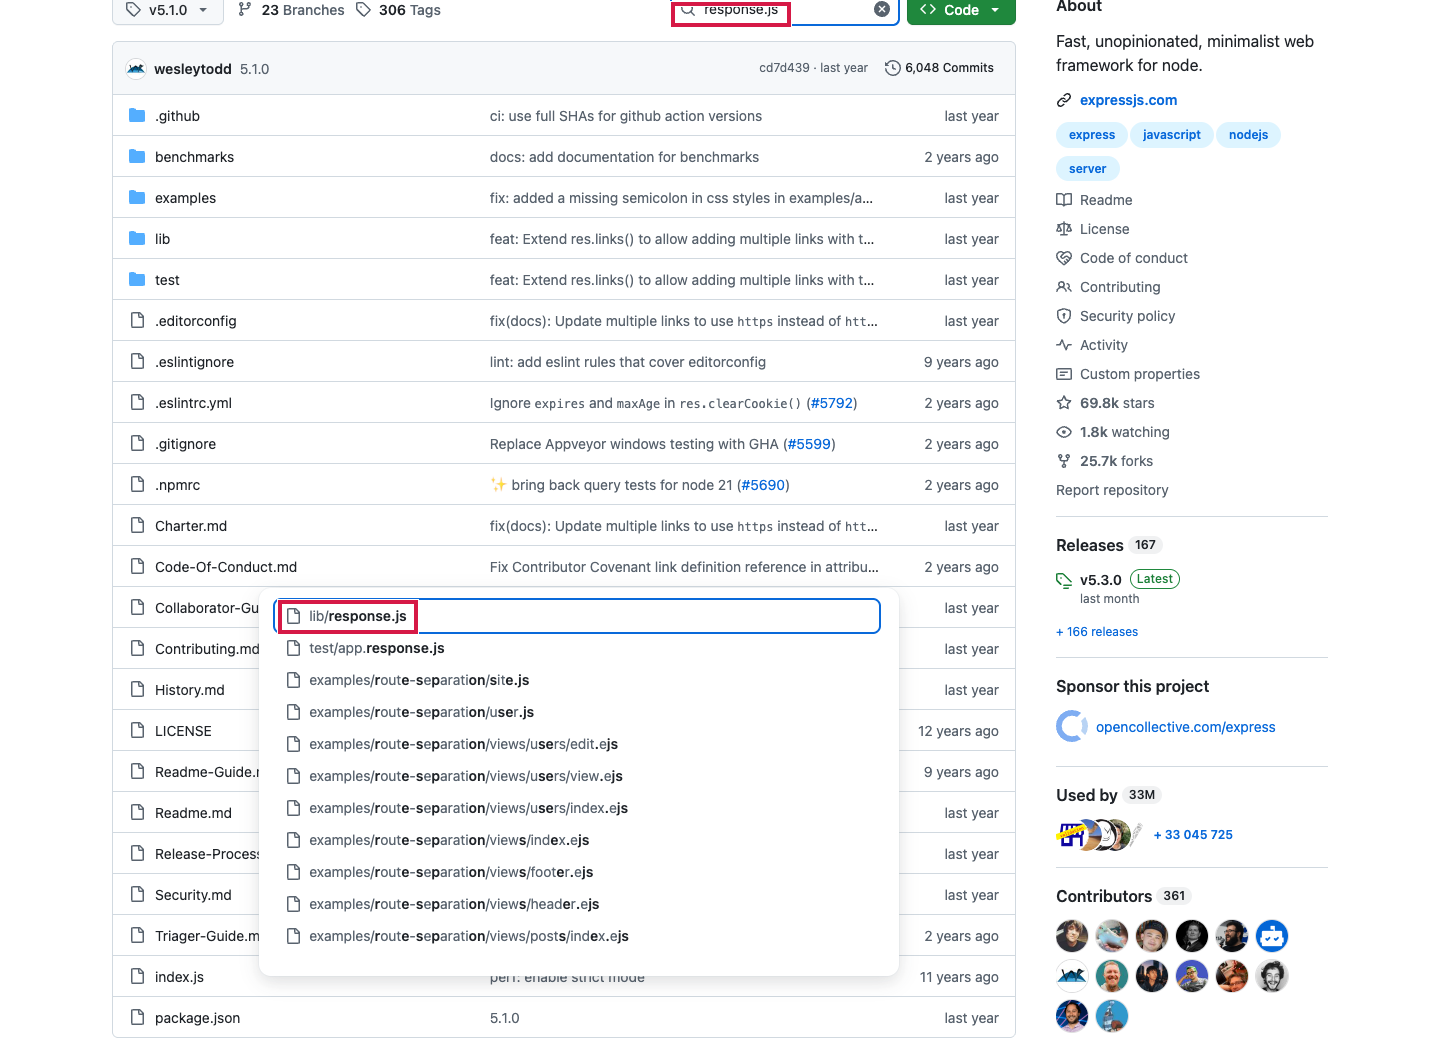 v5.1.0
23 Branches
306 Tags
response.js
Code
wesleytodd 5.1.0
cd7d439 · last year
6,048 Commits
.github
ci: use full SHAs for github action versions
last year
benchmarks
docs: add documentation for benchmarks
2 years ago
examples
fix: added a missing semicolon in css styles in examples/a...
last year
lib
feat: Extend res.links() to allow adding multiple links with t...
last year
test
feat: Extend res.links() to allow adding multiple links with t...
last year
.editorconfig
fix(docs): Update multiple links to use https instead of htt...
last year
.eslintignore
lint: add eslint rules that cover editorconfig
9 years ago
.eslintrc.yml
Ignore expires and maxAge in res.clearCookie() (#5792)
2 years ago
.gitignore
Replace Appveyor windows testing with GHA (#5599)
2 years ago
.npmrc
✨ bring back query tests for node 21 (#5690)
2 years ago
Charter.md
fix(docs): Update multiple links to use https instead of htt...
last year
Code-Of-Conduct.md
Fix Contributor Covenant link definition reference in attribu...
2 years ago
Collaborator-Gu
last year
Contributing.md
last year
History.md
last year
LICENSE
12 years ago
Readme-Guide.
9 years ago
Readme.md
last year
Release-Process
last year
Security.md
last year
Triager-Guide.m
2 years ago
index.js
perf: enable strict mode
11 years ago
package.json
5.1.0
last year
lib/response.js
test/app.response.js
examples/route-separation/site.js
examples/route-separation/user.js
examples/route-separation/views/users/edit.ejs
examples/route-separation/views/users/view.ejs
examples/route-separation/views/users/index.ejs
examples/route-separation/views/index.ejs
examples/route-separation/views/footer.ejs
examples/route-separation/views/header.ejs
examples/route-separation/views/posts/index.ejs
About
Fast, unopinionated, minimalist web
framework for node.
expressjs.com
express javascript nodejs
server
Readme
License
Code of conduct
Contributing
Security policy
Activity
Custom properties
69.8k stars
1.8k watching
25.7k forks
Report repository
Releases 167
v5.3.0 Latest
last month
+ 166 releases
Sponsor this project
opencollective.com/express
Used by 33M
+ 33 045 725
Contributors 361